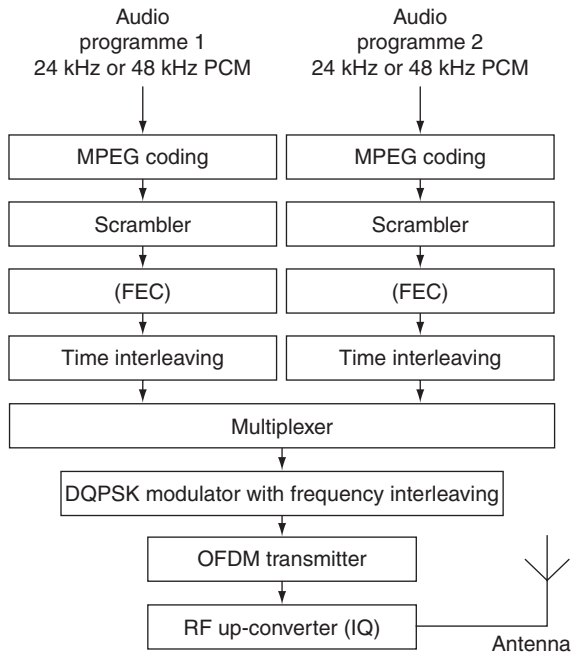 Audio
programme 1
24 kHz or 48 kHz PCM
Audio
programme 2
24 kHz or 48 kHz PCM
MPEG coding
MPEG coding
Scrambler
Scrambler
(FEC)
(FEC)
Time interleaving
Time interleaving
Multiplexer
DQPSK modulator with frequency interleaving
OFDM transmitter
RF up-converter (IQ)
Antenna